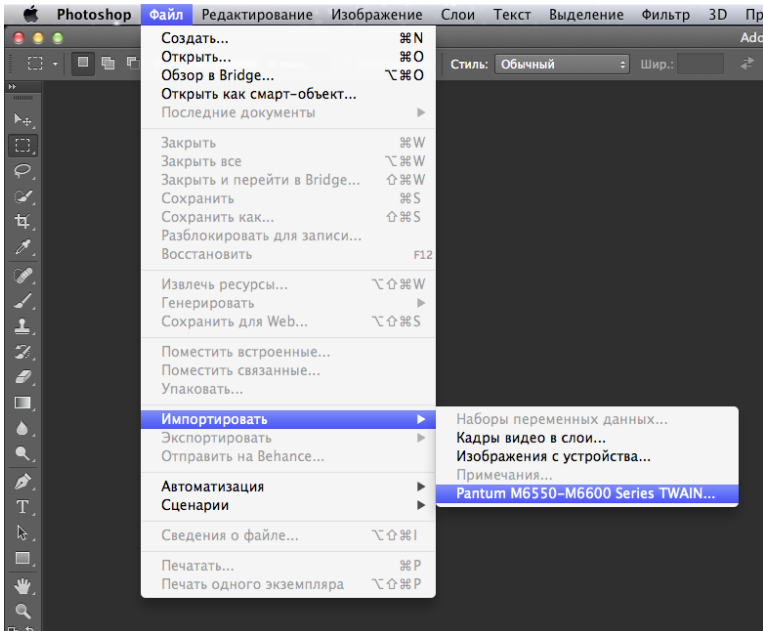 Photoshop Файл Редактирование Изображение Слои Текст Выделение Фильтр 3D Пр
Ado
Стиль: Обычный Шир.:
Создать... ⌘N
Открыть... ⌘O
Обзор в Bridge... ⌥⌘O
Открыть как смарт-объект...
Последние документы
Закрыть ⌘W
Закрыть все ⌥⌘W
Закрыть и перейти в Bridge... ⇧⌘W
Сохранить ⌘S
Сохранить как... ⇧⌘S
Разблокировать для записи...
Восстановить F12
Извлечь ресурсы... ⌥⇧⌘W
Генерировать
Сохранить для Web... ⌥⇧⌘S
Поместить встроенные...
Поместить связанные...
Упаковать...
Импортировать
Экспортировать
Отправить на Behance...
Автоматизация
Сценарии
Сведения о файле... ⌥⇧⌘I
Печатать... ⌘P
Печать одного экземпляра ⌥⇧⌘P
Наборы переменных данных...
Кадры видео в слои...
Изображения с устройства...
Примечания...
Pantum M6550-M6600 Series TWAIN...